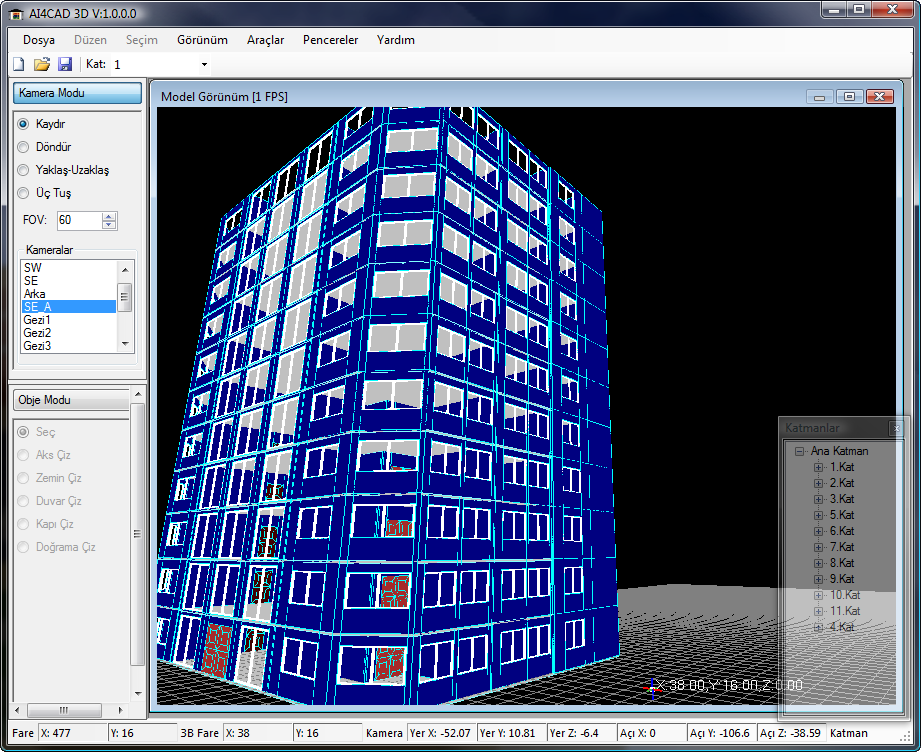 AI4CAD 3D V:1.0.0.0
Dosya Düzen Seçim Görünüm Araçlar Pencereler Yardım
Kat: 1
Kamera Modu
Kaydır
Döndür
Yaklaş-Uzaklaş
Üç Tuş
FOV: 60
Kameralar
SW
SE
Arka
SE_A
Gezi1
Gezi2
Gezi3
Obje Modu
Seç
Aks Çiz
Zemin Çiz
Duvar Çiz
Kapı Çiz
Doğrama Çiz
Model Görünüm [1 FPS]
X:38.00,Y:16.00,Z:0.00
Katmanlar
Ana Katman
1.Kat
2.Kat
3.Kat
5.Kat
6.Kat
7.Kat
8.Kat
9.Kat
10.Kat
11.Kat
4.Kat
Fare X: 477 Y: 16 3B Fare X: 38 Y: 16 Kamera Yer X: -52.07 Yer Y: 10.81 Yer Z: -6.4 Açı X: 0 Açı Y: -106.6 Açı Z: -38.59 Katman